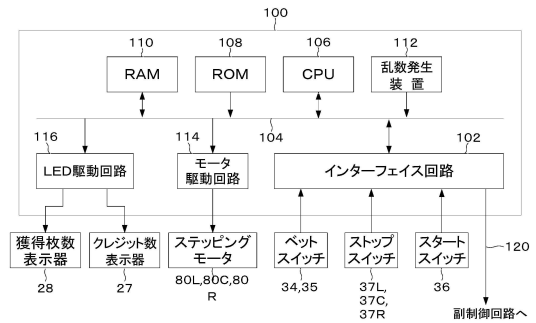 100
110
108
106
112
RAM
ROM
CPU
乱数発生
装置
116
114
104
102
LED駆動回路
モータ
駆動回路
インターフェイス回路
獲得枚数
表示器
クレジット数
表示器
ステッピング
モータ
ベット
スイッチ
ストップ
スイッチ
スタート
スイッチ
120
28
27
80L,80C,80
R
34,35
37L,
37C,
37R
36
副制御回路へ